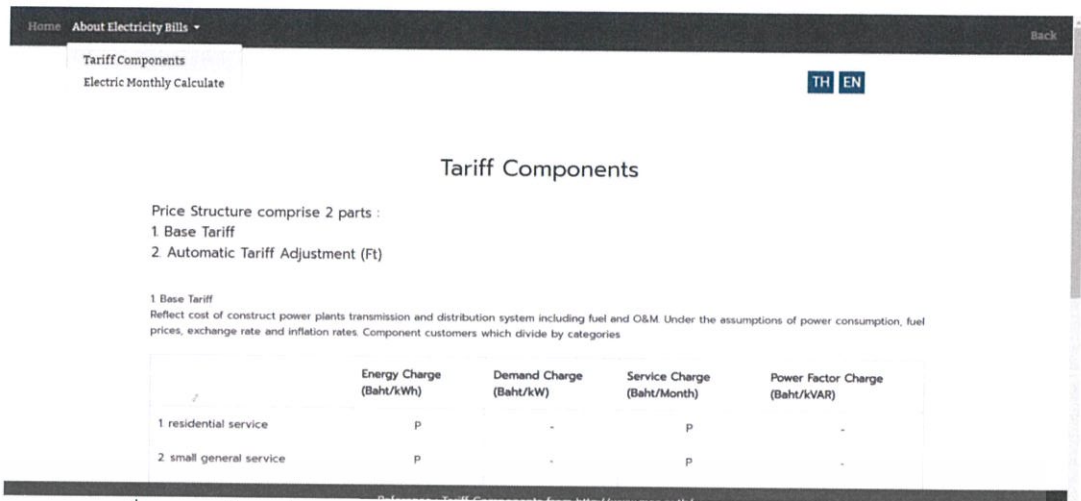 Home About Electricity Bills Back
Tariff Components
Electric Monthly Calculate
TH EN
Tariff Components
Price Structure comprise 2 parts :
1. Base Tariff
2. Automatic Tariff Adjustment (Ft)
1 Base Tariff
Reflect cost of construct power plants transmission and distribution system including fuel and O&M. Under the assumptions of power consumption, fuel
prices, exchange rate and inflation rates. Component customers which divide by categories
Energy Charge Demand Charge Service Charge Power Factor Charge
(Baht/kWh) (Baht/kW) (Baht/Month) (Baht/kVAR)
1 residential service P - P -
2 small general service P - P -